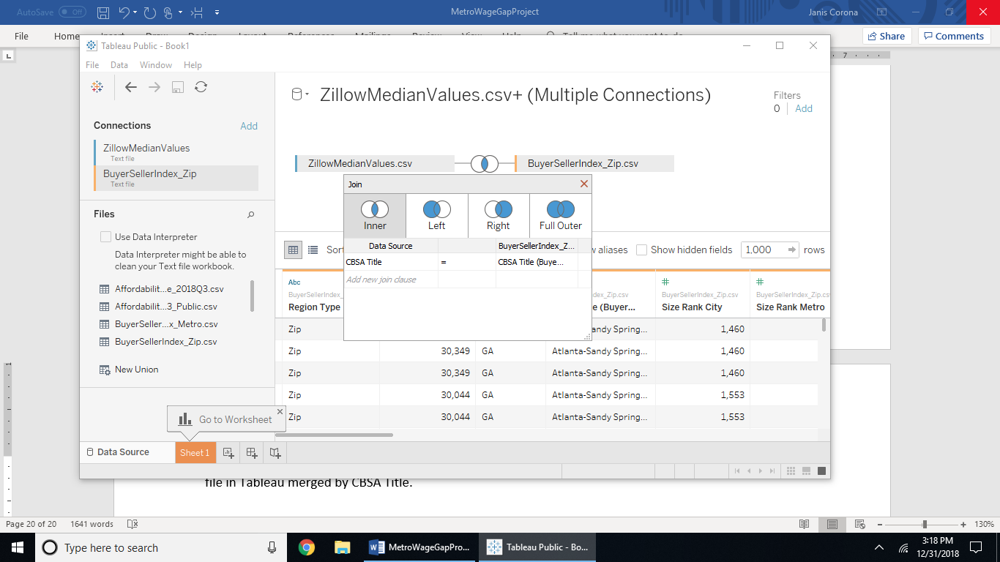 AutoSave Off MetroWageGapProject Janis Corona
File Home Share Comments
Tableau Public - Book1
File Data Window Help
ZillowMedianValues.csv+ (Multiple Connections)
Filters
0 Add
Connections Add
ZillowMedianValues
Text file
BuyerSellerIndex_Zip
Text file
ZillowMedianValues.csv BuyerSellerIndex_Zip.csv
Join
Inner Left Right Full Outer
Data Source BuyerSellerIndex_Z...
CBSA Title = CBSA Title (Buye...
Add new join clause
Files
Use Data Interpreter
Data Interpreter might be able to
clean your Text file workbook.
Affordabilit...e_2018Q3.csv
Affordabilit...3_Public.csv
BuyerSeller...x_Metro.csv
BuyerSellerIndex_Zip.csv
New Union
Sort aliases Show hidden fields 1,000 rows
Abc
BuyerSellerIndex_Zip.csv BuyerSellerIndex_Zip.csv
Region Type e (Buyer... Size Rank City Size Rank Metro
Zip ndy Spring... 1,460
Zip 30,349 GA Atlanta-Sandy Spring... 1,460
Zip 30,349 GA Atlanta-Sandy Spring... 1,460
Zip 30,044 GA Atlanta-Sandy Spring... 1,553
Zip 30,044 GA Atlanta-Sandy Spring... 1,553
Go to Worksheet
Data Source Sheet 1
file in Tableau merged by CBSA Title.
Page 20 of 20 1641 words 130%
Type here to search MetroWageGapPro... Tableau Public - Bo... 3:18 PM
12/31/2018